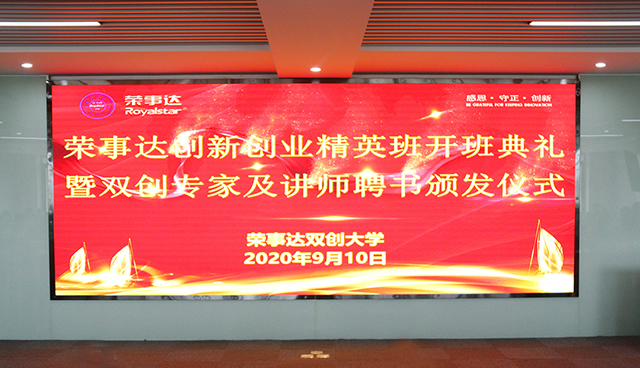 荣事达
Royalstar
感恩·守正·创新
荣事达创新创业精英班开班典礼
暨双创专家及讲师聘书颁发仪式
荣事达双创大学
2020年9月10日